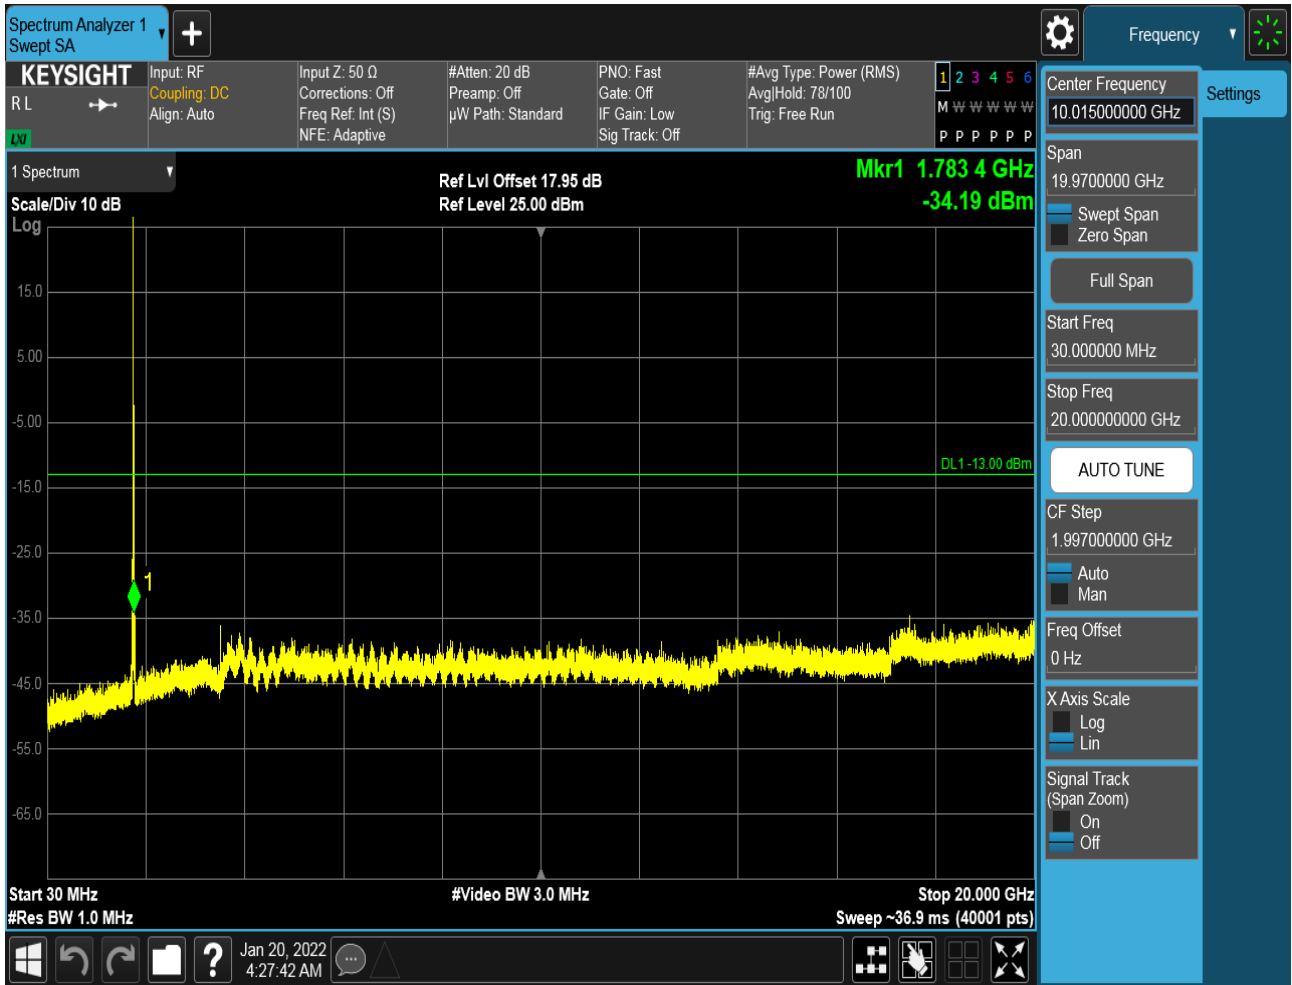 Spectrum Analyzer 1
Swept SA
Frequency
KEYSIGHT
R L
LXI
Input: RF
Coupling: DC
Align: Auto
Input Z: 50 Ω
Corrections: Off
Freq Ref: Int (S)
NFE: Adaptive
#Atten: 20 dB
Preamp: Off
µW Path: Standard
PNO: Fast
Gate: Off
IF Gain: Low
Sig Track: Off
#Avg Type: Power (RMS)
Avg|Hold: 78/100
Trig: Free Run
1 2 3 4 5 6
M W W W W W
P P P P P P
1 Spectrum
Scale/Div 10 dB
Log
Ref Lvl Offset 17.95 dB
Ref Level 25.00 dBm
Mkr1 1.783 4 GHz
-34.19 dBm
15.0
5.00
-5.00
-15.0
-25.0
-35.0
-45.0
-55.0
-65.0
DL1 -13.00 dBm
1
Start 30 MHz
#Res BW 1.0 MHz
#Video BW 3.0 MHz
Stop 20.000 GHz
Sweep ~36.9 ms (40001 pts)
Jan 20, 2022
4:27:42 AM
Center Frequency
10.015000000 GHz
Settings
Span
19.9700000 GHz
Swept Span
Zero Span
Full Span
Start Freq
30.000000 MHz
Stop Freq
20.000000000 GHz
AUTO TUNE
CF Step
1.997000000 GHz
Auto
Man
Freq Offset
0 Hz
X Axis Scale
Log
Lin
Signal Track
(Span Zoom)
On
Off